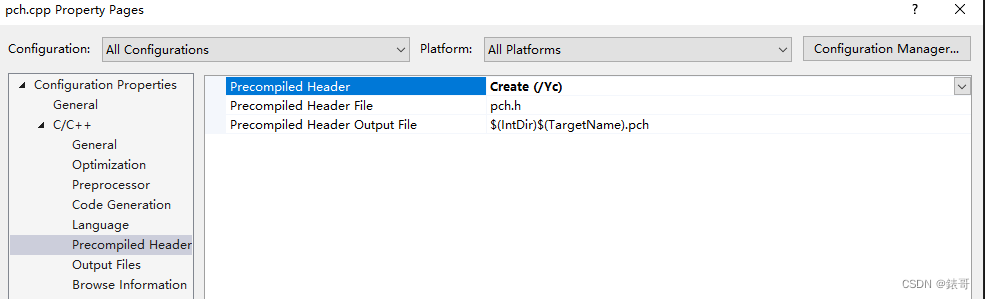 pch.cpp Property Pages
?
Configuration: All Configurations Platform: All Platforms Configuration Manager...
Configuration Properties
General
C/C++
General
Optimization
Preprocessor
Code Generation
Language
Precompiled Header
Output Files
Browse Information
Precompiled Header Create (/Yc)
Precompiled Header File pch.h
Precompiled Header Output File $(IntDir)$(TargetName).pch
CSDN @錶哥